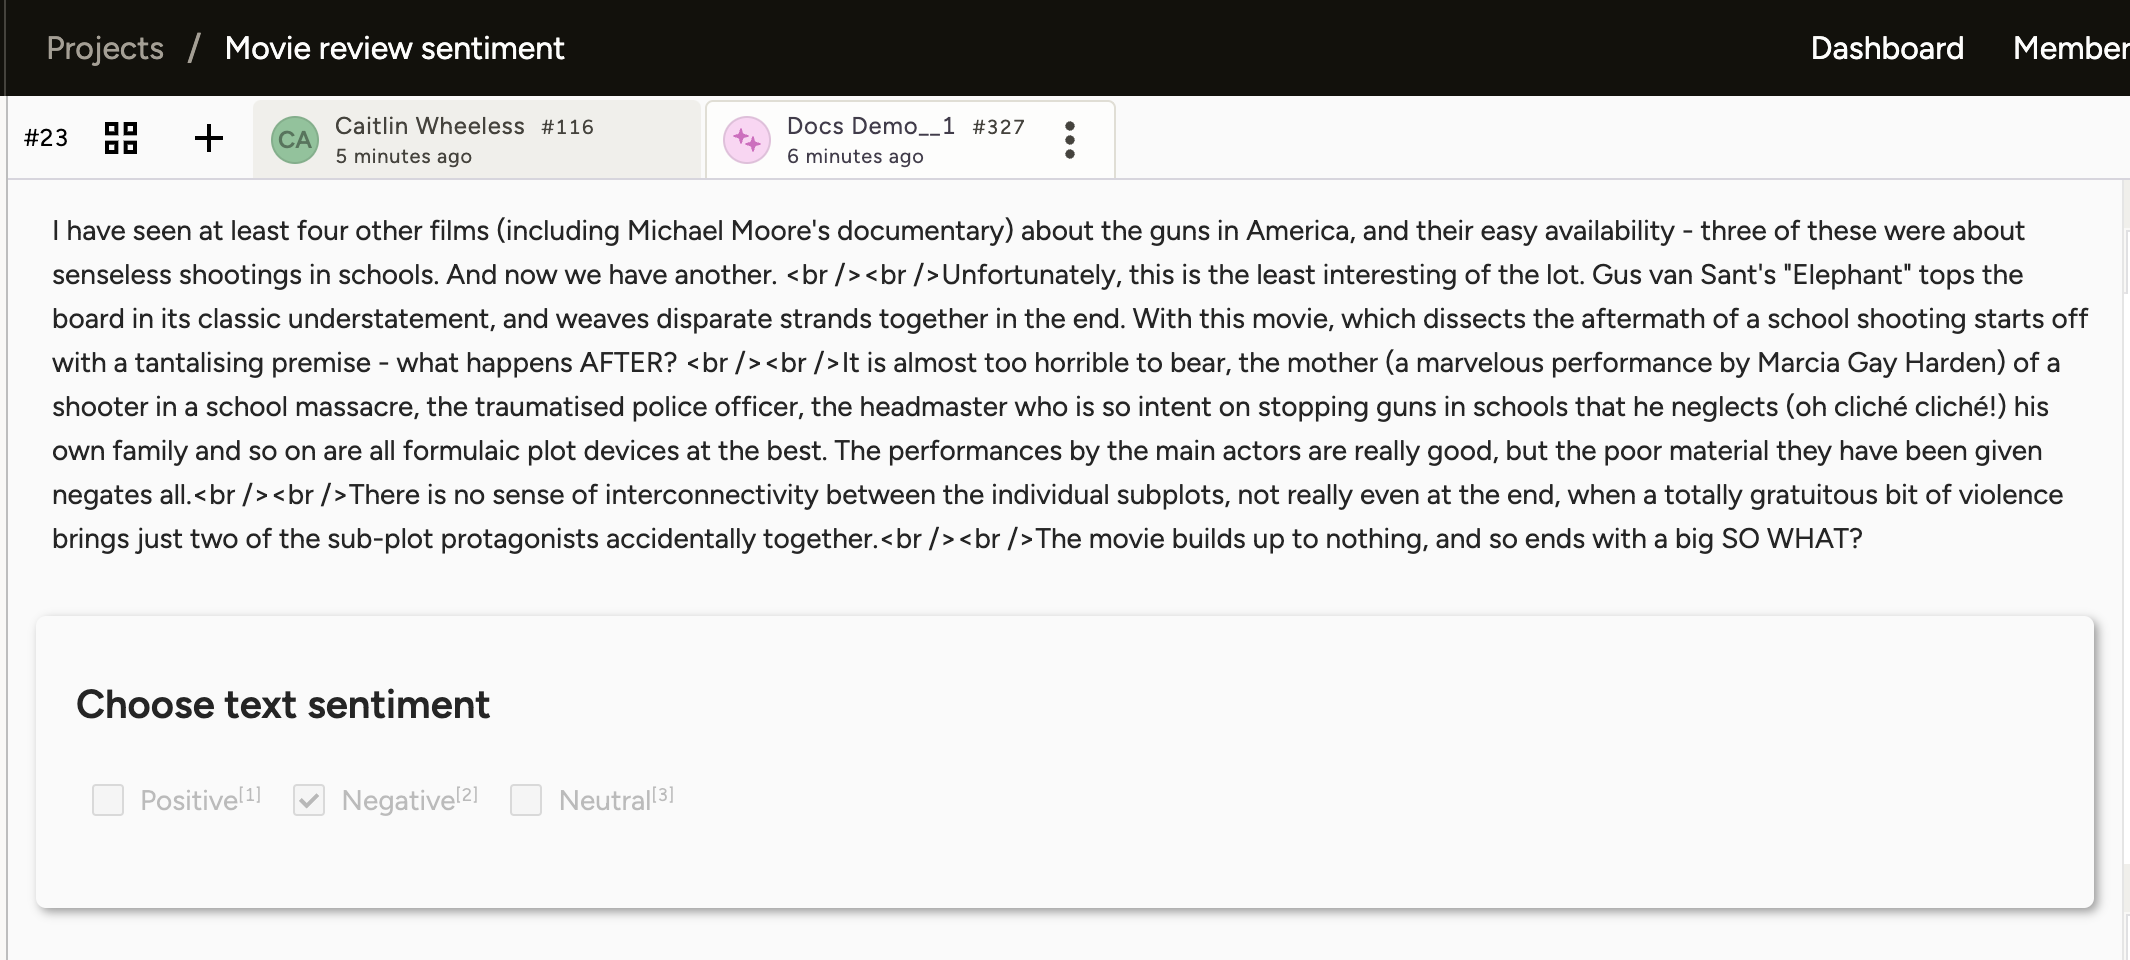 Projects / Movie review sentiment Dashboard Member
#23 CA Caitlin Wheeless #116 Docs Demo__1 #327
5 minutes ago 6 minutes ago
I have seen at least four other films (including Michael Moore's documentary) about the guns in America, and their easy availability - three of these were about
senseless shootings in schools. And now we have another. <br /><br />Unfortunately, this is the least interesting of the lot. Gus van Sant's "Elephant" tops the
board in its classic understatement, and weaves disparate strands together in the end. With this movie, which dissects the aftermath of a school shooting starts off
with a tantalising premise - what happens AFTER? <br /><br />It is almost too horrible to bear, the mother (a marvelous performance by Marcia Gay Harden) of a
shooter in a school massacre, the traumatised police officer, the headmaster who is so intent on stopping guns in schools that he neglects (oh cliché cliché!) his
own family and so on are all formulaic plot devices at the best. The performances by the main actors are really good, but the poor material they have been given
negates all.<br /><br />There is no sense of interconnectivity between the individual subplots, not really even at the end, when a totally gratuitous bit of violence
brings just two of the sub-plot protagonists accidentally together.<br /><br />The movie builds up to nothing, and so ends with a big SO WHAT?
Choose text sentiment
Positive[1] Negative[2] Neutral[3]